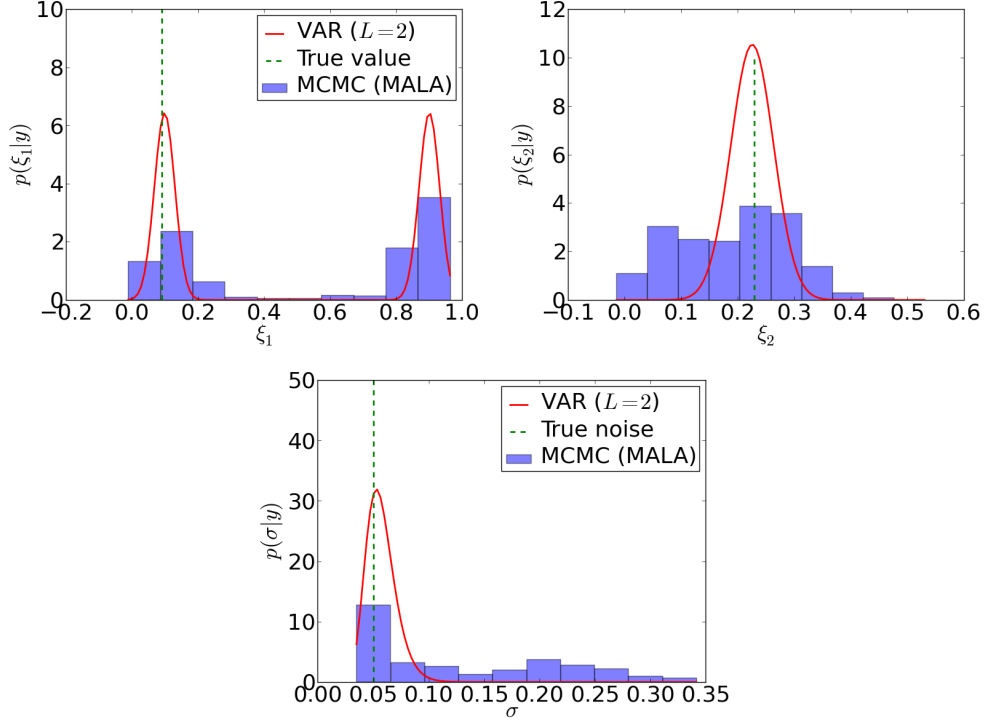 10
8
6
4
2
0
p(ξ₁|y)
VAR (L=2)
True value
MCMC (MALA)
−0.2 0.0 0.2 0.4 0.6 0.8 1.0
ξ₁
12
10
8
6
4
2
0
p(ξ₂|y)
−0.1 0.0 0.1 0.2 0.3 0.4 0.5 0.6
ξ₂
50
40
30
20
10
0
p(σ|y)
VAR (L=2)
True noise
MCMC (MALA)
0.00 0.05 0.10 0.15 0.20 0.25 0.30 0.35
σ